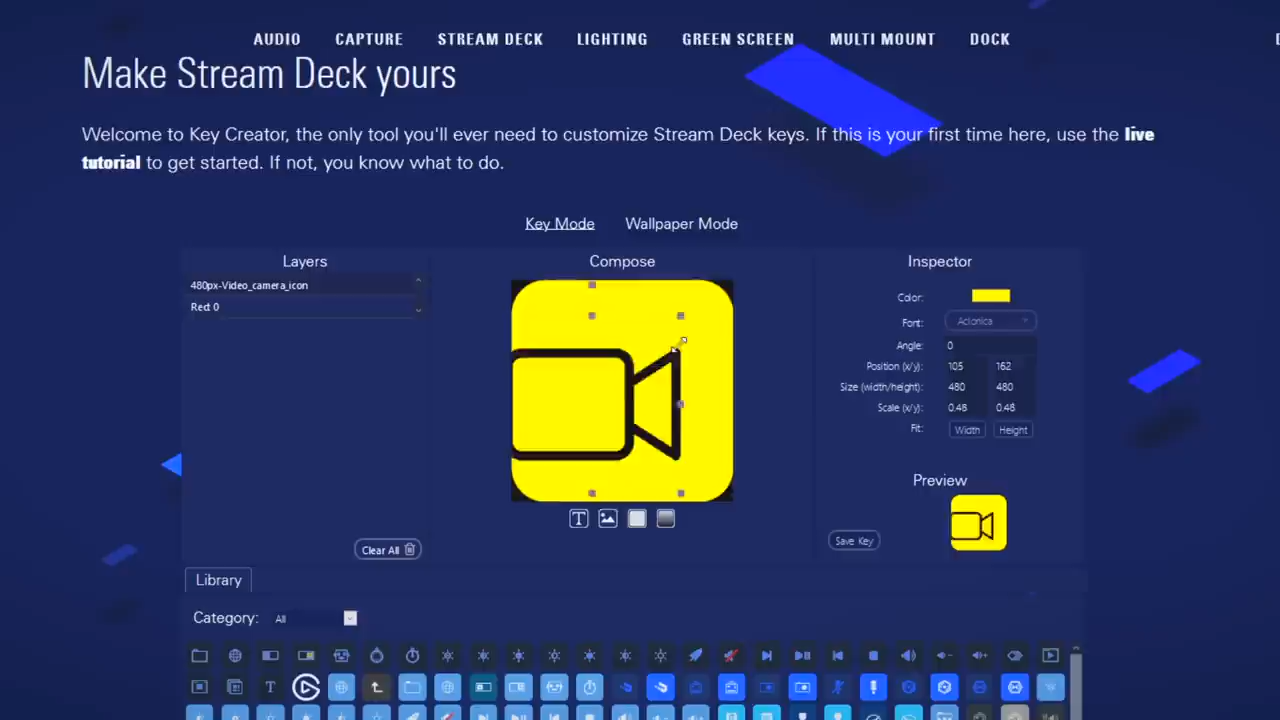 AUDIO CAPTURE STREAM DECK LIGHTING GREEN SCREEN MULTI MOUNT DOCK
Make Stream Deck yours
Welcome to Key Creator, the only tool you'll ever need to customize Stream Deck keys. If this is your first time here, use the live
tutorial to get started. If not, you know what to do.
Key Mode Wallpaper Mode
Layers
480px-Video_camera_icon
Red: 0
Clear All
Compose
T
Inspector
Color:
Font: Aclonica
Angle: 0
Position (x/y): 105 162
Size (width/height): 480 480
Scale (x/y): 0.48 0.48
Fit: Width Height
Preview
Save Key
Library
Category: All
T